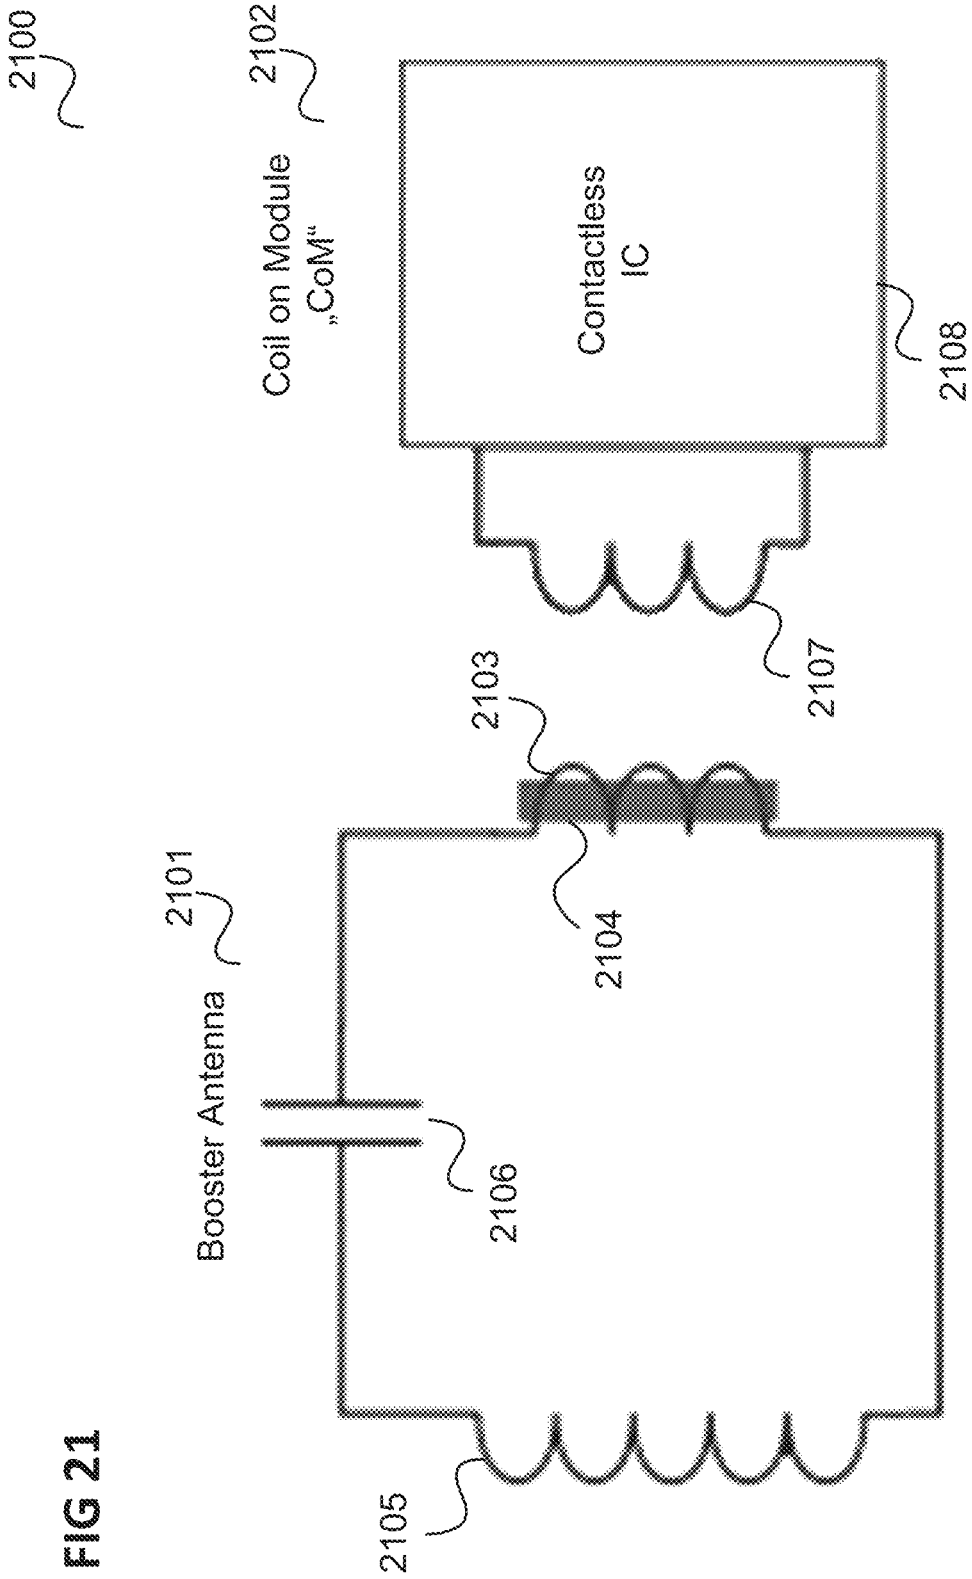 FIG 21
2100
Booster Antenna
2101
Coil on Module
„CoM“
2102
2106
2105
2104
2103
2107
Contactless
IC
2108